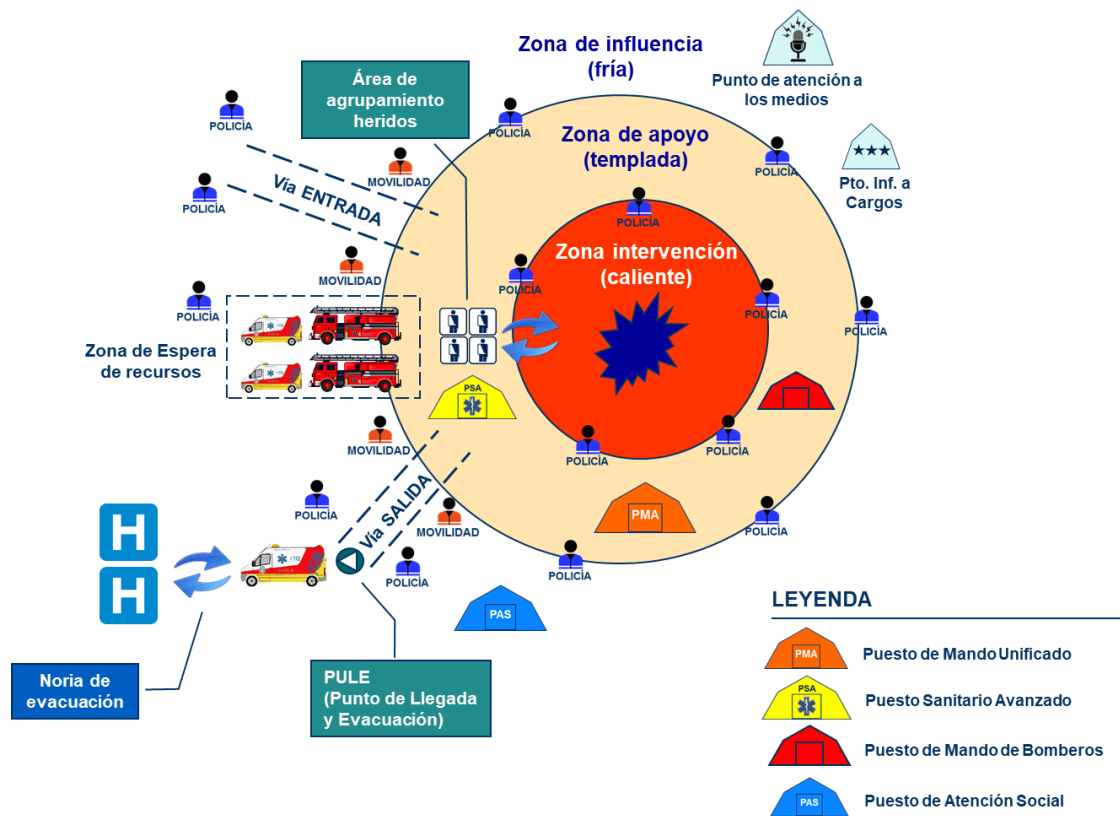 Zona de influencia
(fría)
Punto de atención a
los medios
Área de
agrupamiento
heridos
POLICÍA
POLICÍA
Zona de apoyo
(templada)
POLICÍA
★★★
Pto. Inf. a
Cargos
MOVILIDAD
POLICÍA
Vía ENTRADA
POLICÍA
Zona intervención
(caliente)
MOVILIDAD
POLICÍA
POLICÍA
POLICÍA
POLICÍA
Zona de Espera
de recursos
PSA
MOVILIDAD
POLICÍA
POLICÍA
Vía SALIDA
POLICÍA
MOVILIDAD
PMA
POLICÍA
H
H
POLICÍA
POLICÍA
PAS
Noria de
evacuación
PULE
(Punto de Llegada
y Evacuación)
LEYENDA
PMA
Puesto de Mando Unificado
PSA
Puesto Sanitario Avanzado
Puesto de Mando de Bomberos
PAS
Puesto de Atención Social